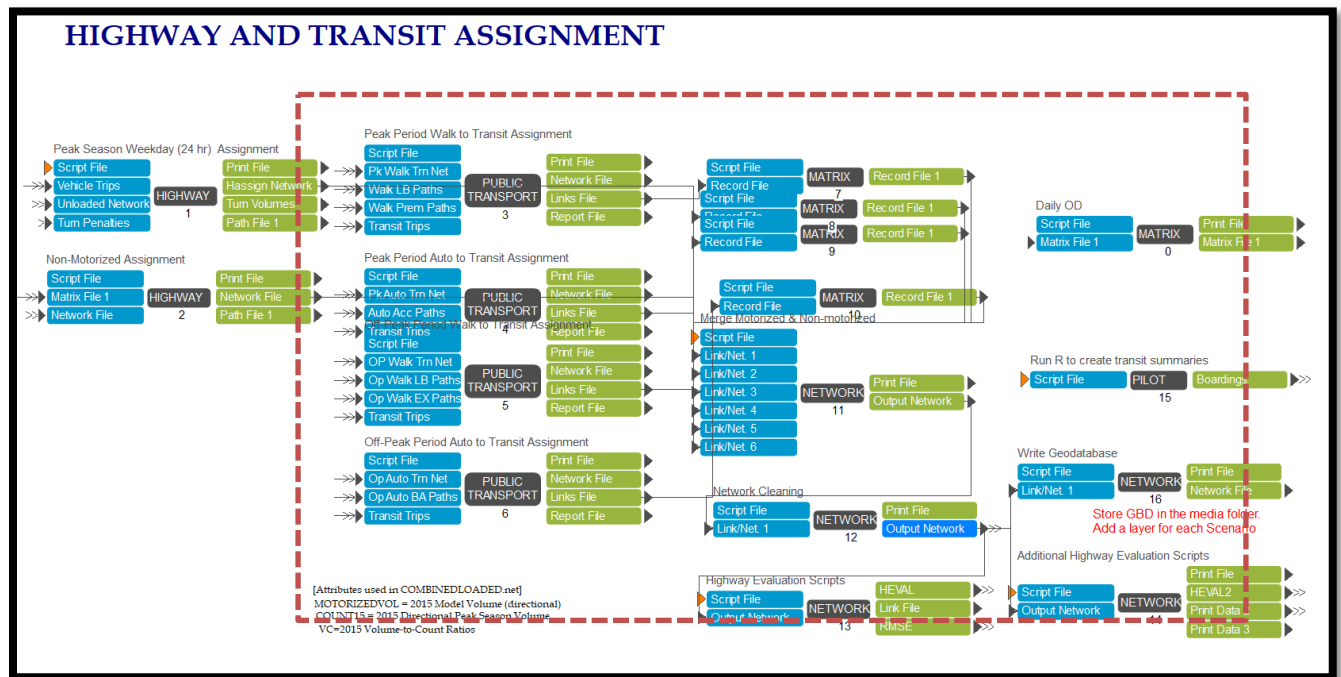 HIGHWAY AND TRANSIT ASSIGNMENT
Peak Season Weekday (24 hr) Assignment
Script File
Vehicle Trips
Unloaded Network
Turn Penalties
HIGHWAY
1
Print File
Hassign Network
Turn Volumes
Path File 1
Non-Motorized Assignment
Script File
Matrix File 1
Network File
HIGHWAY
2
Print File
Network File
Path File 1
Peak Period Walk to Transit Assignment
Script File
Pk Walk Trn Net
Walk LB Paths
Walk Prem Paths
Transit Trips
PUBLIC
TRANSPORT
3
Print File
Network File
Links File
Report File
Peak Period Auto to Transit Assignment
Script File
PkAuto Trn Net
Auto Acc Paths
Transit Trips
PUBLIC
TRANSPORT
4
Print File
Network File
Links File
Report File
Off-Peak Period Walk to Transit Assignment
Script File
OP Walk Trn Net
Op Walk LB Paths
Op Walk EX Paths
Transit Trips
PUBLIC
TRANSPORT
5
Print File
Network File
Links File
Report File
Off-Peak Period Auto to Transit Assignment
Script File
Op Auto Trn Net
Op Auto BA Paths
Transit Trips
PUBLIC
TRANSPORT
6
Print File
Network File
Links File
Report File
[Attributes used in COMBINEDLOADED.net]
MOTORIZEDVOL = 2015 Model Volume (directional)
COUNT15 = 2015 Directional Peak Season Volume
VC=2015 Volume-to-Count Ratios
Script File
Record File
MATRIX
7
Record File 1
Script File
Record File
MATRIX
8
Record File 1
Script File
Record File
MATRIX
9
Record File 1
Script File
Record File
MATRIX
10
Record File 1
Merge Motorized & Non-motorized
Script File
Link/Net. 1
Link/Net. 2
Link/Net. 3
Link/Net. 4
Link/Net. 5
Link/Net. 6
NETWORK
11
Print File
Output Network
Network Cleaning
Script File
Link/Net. 1
NETWORK
12
Print File
Output Network
Highway Evaluation Scripts
Script File
Output Network
NETWORK
13
HEVAL
Link File
RMSE
Daily OD
Script File
Matrix File 1
MATRIX
0
Print File
Matrix File 1
Run R to create transit summaries
Script File
PILOT
15
Boardings
Write Geodatabase
Script File
Link/Net. 1
NETWORK
16
Print File
Network File
Store GBD in the media folder.
Add a layer for each Scenario
Additional Highway Evaluation Scripts
Script File
Output Network
NETWORK
Print File
HEVAL2
Print Data
Print Data 3